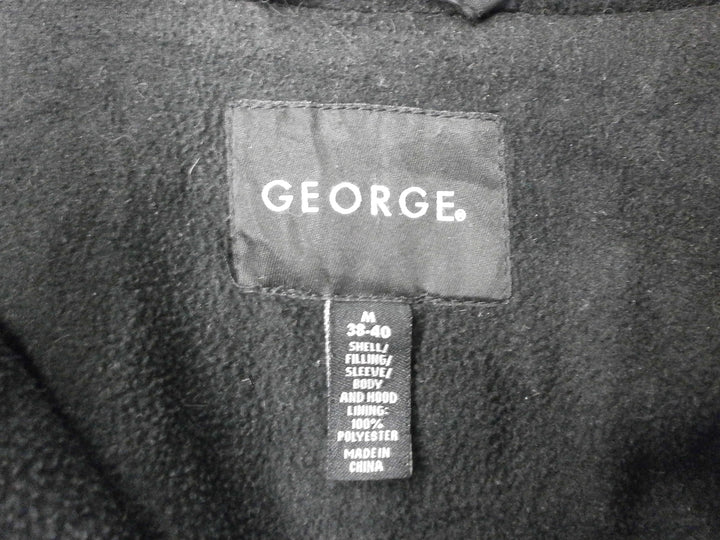 GEORGE®
M
38-40
SHELL/
FILLING/
SLEEVE/
BODY
AND HOOD
LINING:
100%
POLYESTER
MADE IN
CHINA